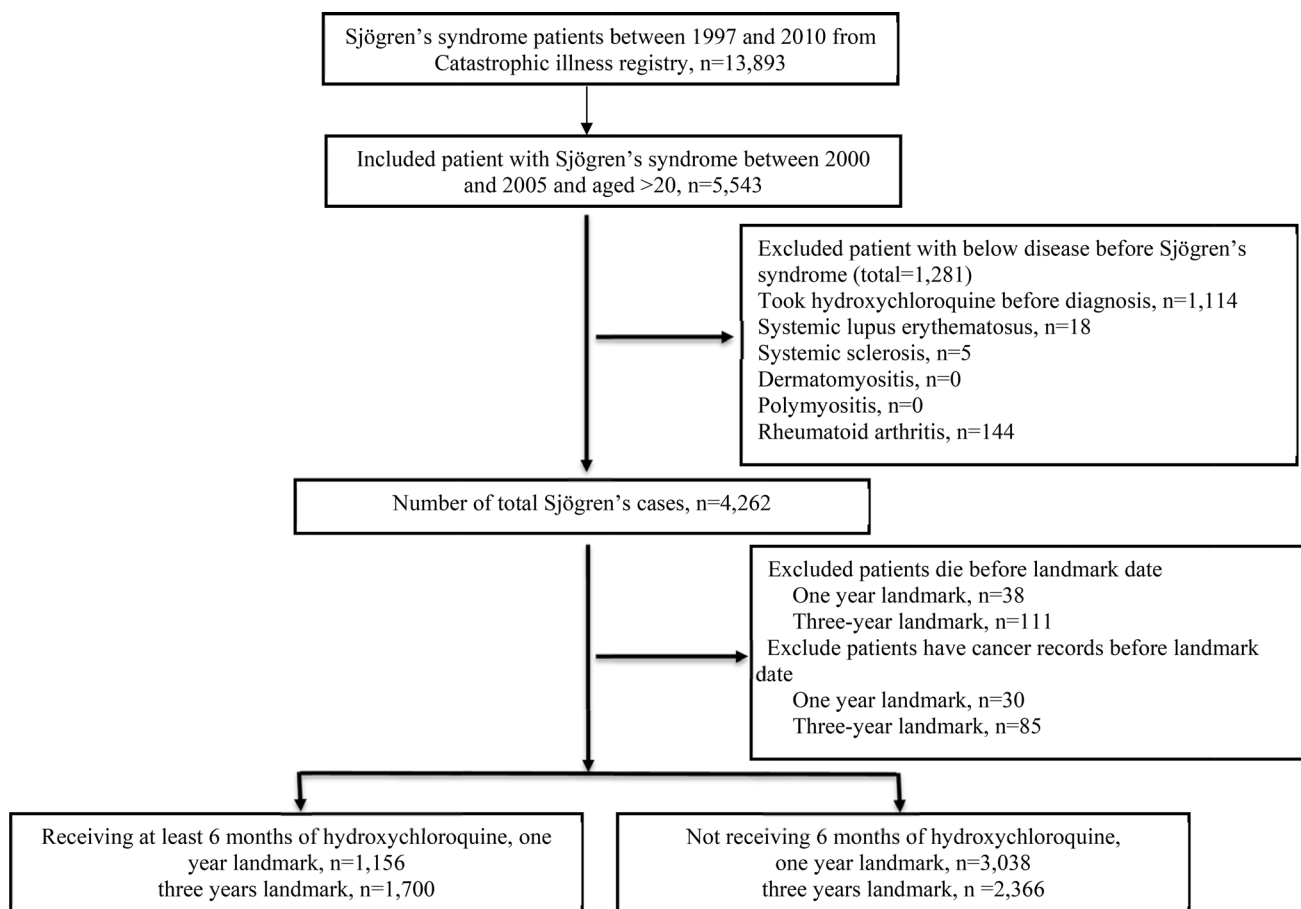 Sjögren's syndrome patients between 1997 and 2010 from
Catastrophic illness registry, n=13,893
Included patient with Sjögren's syndrome between 2000
and 2005 and aged >20, n=5,543
Excluded patient with below disease before Sjögren's
syndrome (total=1,281)
Took hydroxychloroquine before diagnosis, n=1,114
Systemic lupus erythematosus, n=18
Systemic sclerosis, n=5
Dermatomyositis, n=0
Polymyositis, n=0
Rheumatoid arthritis, n=144
Number of total Sjögren's cases, n=4,262
Excluded patients die before landmark date
One year landmark, n=38
Three-year landmark, n=111
Exclude patients have cancer records before landmark
date
One year landmark, n=30
Three-year landmark, n=85
Receiving at least 6 months of hydroxychloroquine, one
year landmark, n=1,156
three years landmark, n=1,700
Not receiving 6 months of hydroxychloroquine,
one year landmark, n=3,038
three years landmark, n =2,366